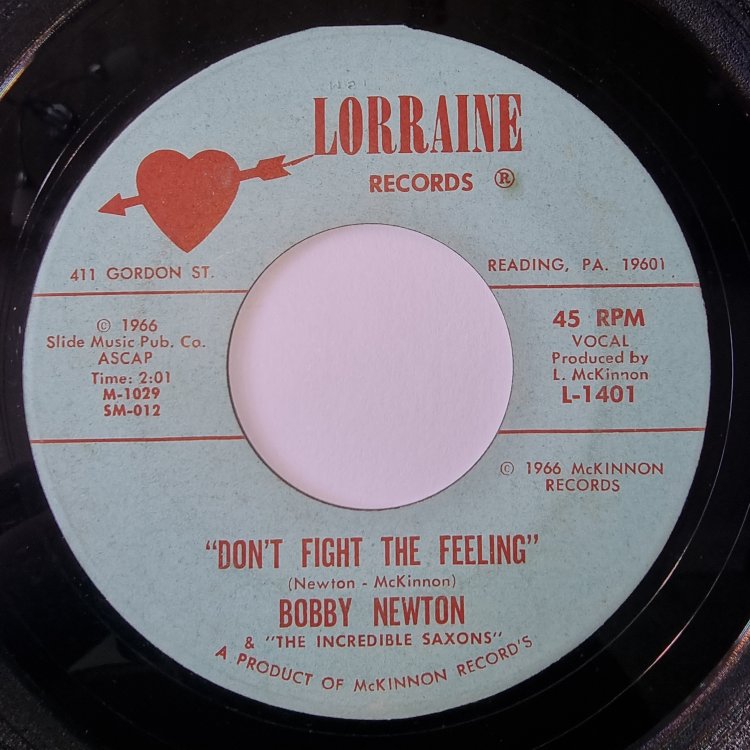 LORRAINE
RECORDS ®
411 GORDON ST.
READING, PA. 19601
© 1966
Slide Music Pub. Co.
ASCAP
Time: 2:01
M-1029
SM-012
45 RPM
VOCAL
Produced by
L. McKinnon
L-1401
© 1966 McKINNON
RECORDS
"DON'T FIGHT THE FEELING"
(Newton - McKinnon)
BOBBY NEWTON
& "THE INCREDIBLE SAXONS"
A PRODUCT OF McKINNON RECORD'S